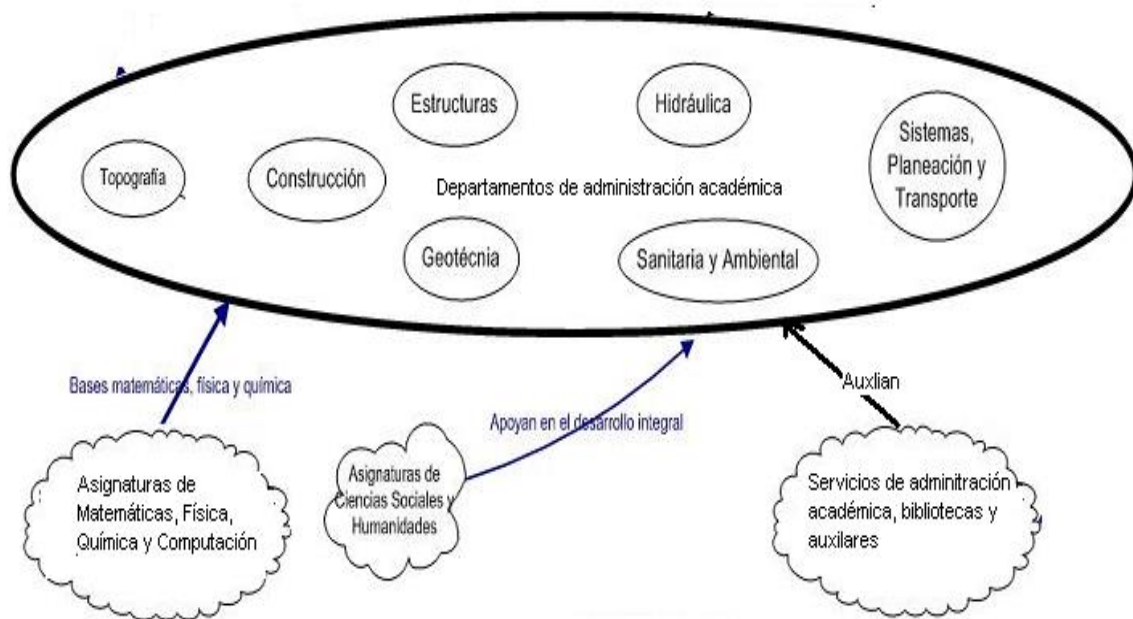 Estructuras
Hidráulica
Sistemas,
Planeación y
Transporte
Topografía
Construcción
Departamentos de administración académica
Geotécnia
Sanitaria y Ambiental
Bases matemáticas, física y química
Apoyan en el desarrollo integral
Auxlian
Asignaturas de
Matemáticas, Física,
Química y Computación
Asignaturas de
Ciencias Sociales y
Humanidades
Servicios de adminitración
académica, bibliotecas y
auxilares